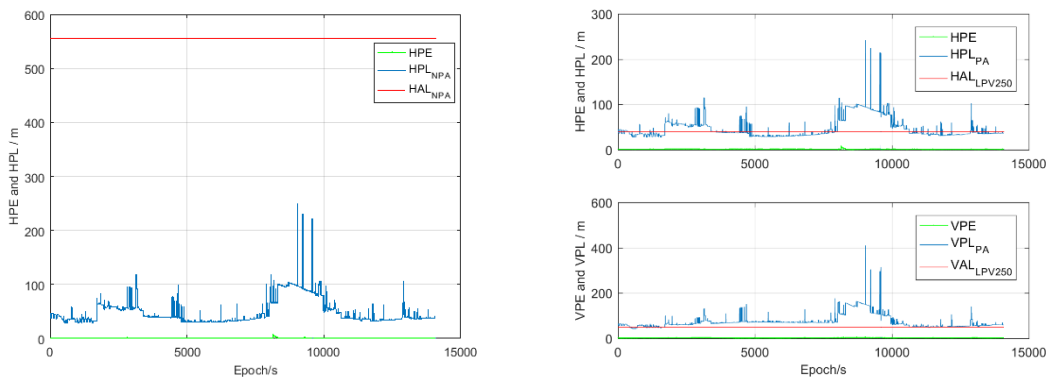 600
500
400
300
200
100
0
0
5000
10000
15000
HPE and HPL / m
Epoch/s
HPE
HPL_NPA
HAL_NPA
300
200
100
0
0
5000
10000
15000
HPE and HPL / m
HPE
HPL_PA
HAL_LPV250
600
400
200
0
0
5000
10000
15000
VPE and VPL / m
Epoch/s
VPE
VPL_PA
VAL_LPV250